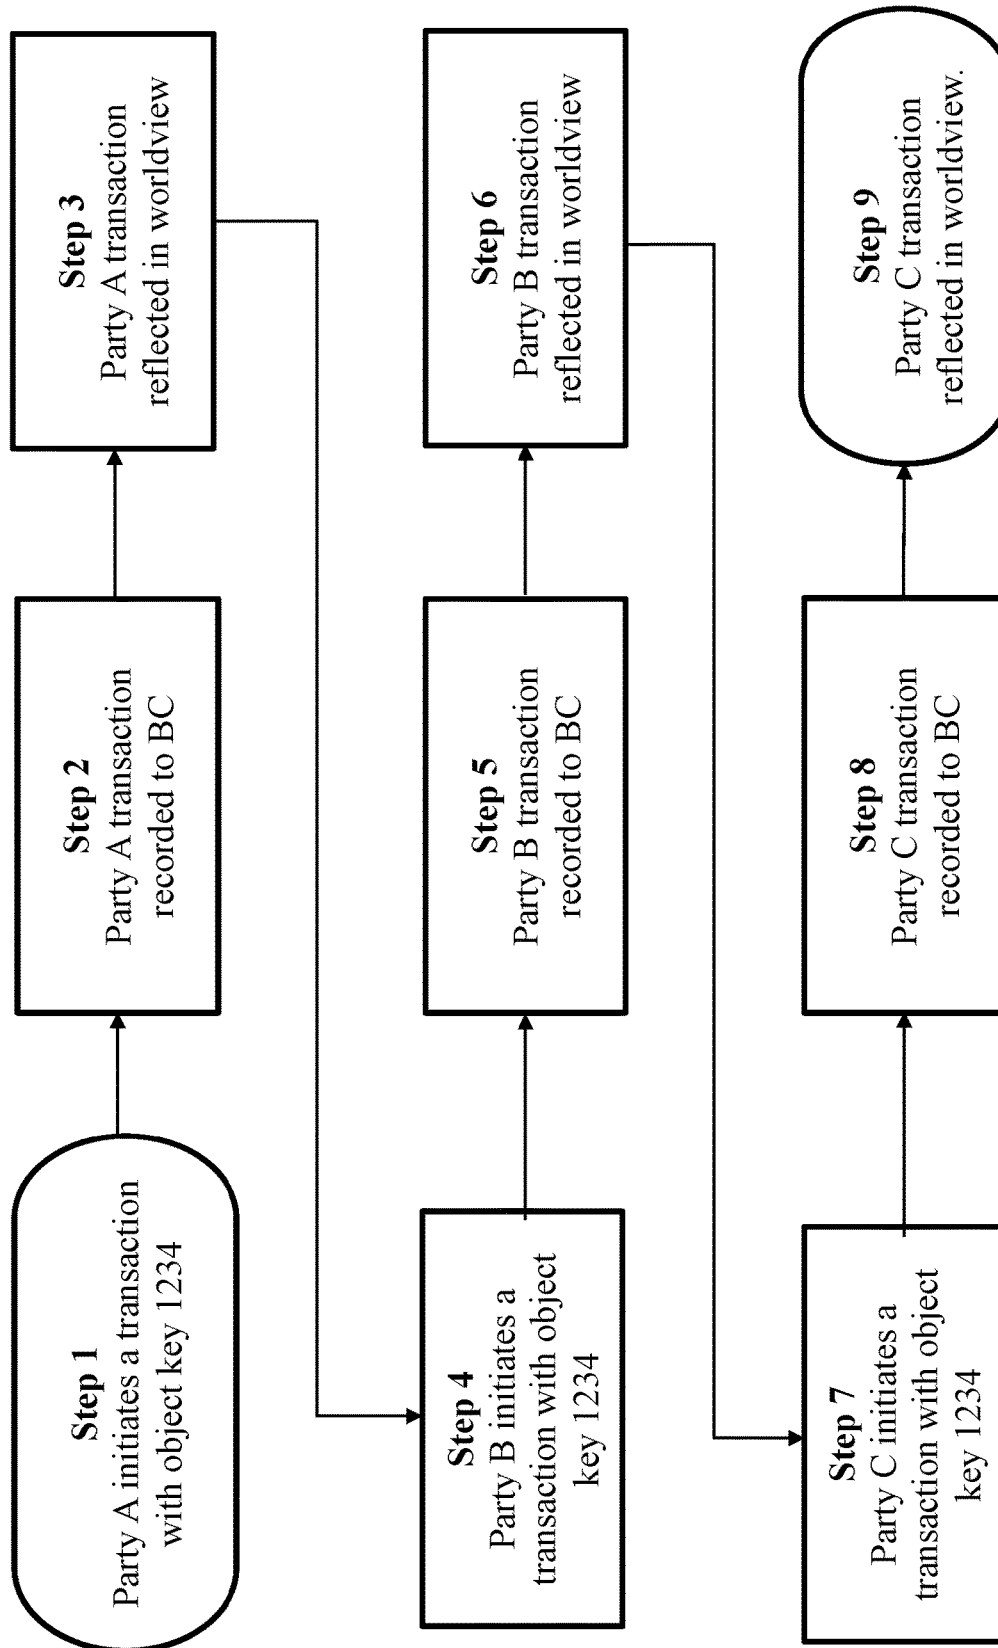 Step 1
Party A initiates a transaction
with object key 1234
Step 2
Party A transaction
recorded to BC
Step 3
Party A transaction
reflected in worldview
Step 4
Party B initiates a
transaction with object
key 1234
Step 5
Party B transaction
recorded to BC
Step 6
Party B transaction
reflected in worldview
Step 7
Party C initiates a
transaction with object
key 1234
Step 8
Party C transaction
recorded to BC
Step 9
Party C transaction
reflected in worldview.